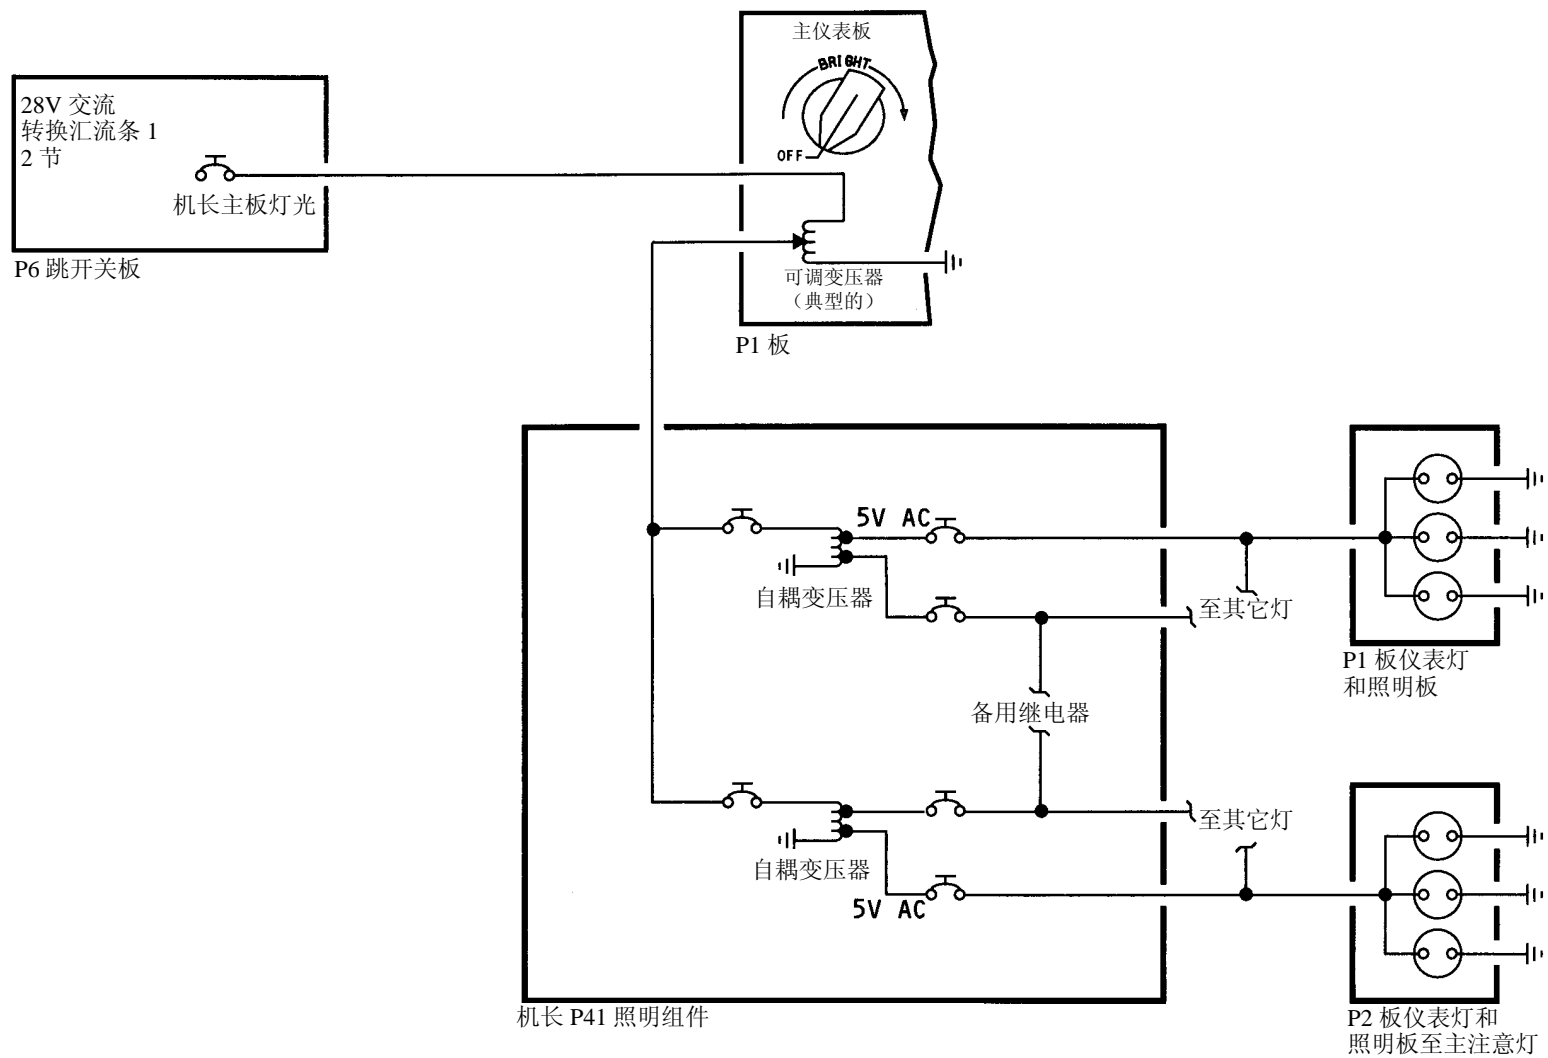 主仪表板
BRIGHT
OFF
28V 交流
转换汇流条 1
2 节
机长主板灯光
P6 跳开关板
可调变压器
（典型的）
P1 板
5V AC
自耦变压器
至其它灯
P1 板仪表灯
和照明板
备用继电器
至其它灯
自耦变压器
5V AC
机长 P41 照明组件
P2 板仪表灯和
照明板至主注意灯